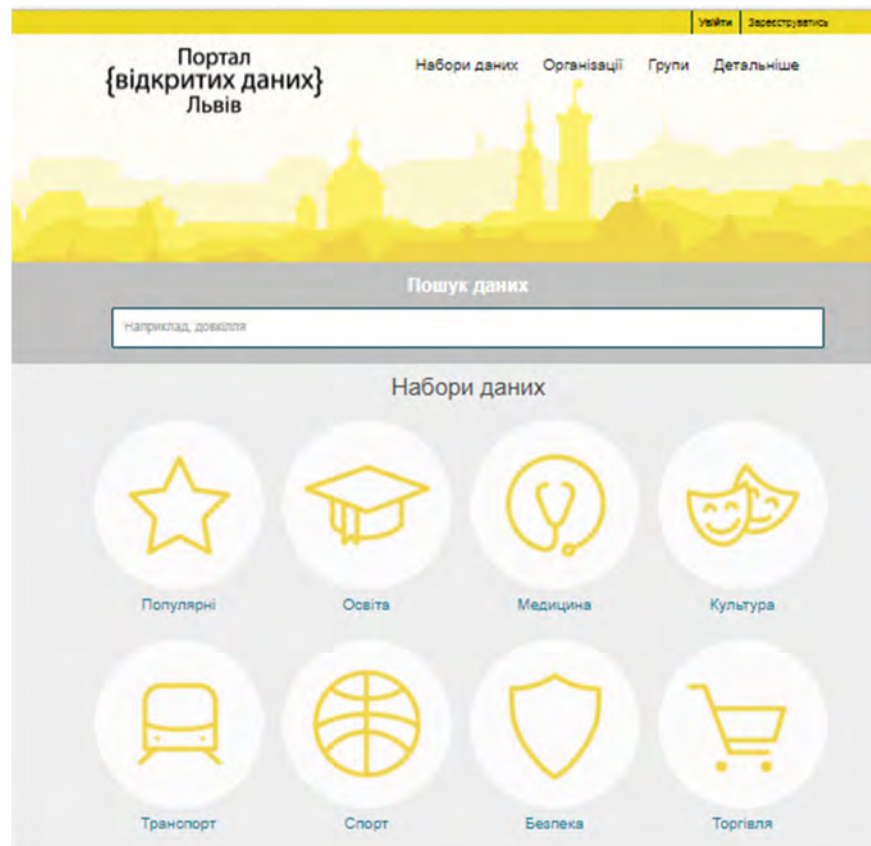 Увійти Зареєструватись
Портал
{відкритих даних}
Львів
Набори даних Організації Групи Детальніше
Пошук даних
Наприклад, довкілля
Набори даних
Популярні Освіта Медицина Культура
Транспорт Спорт Безпека Торгівля